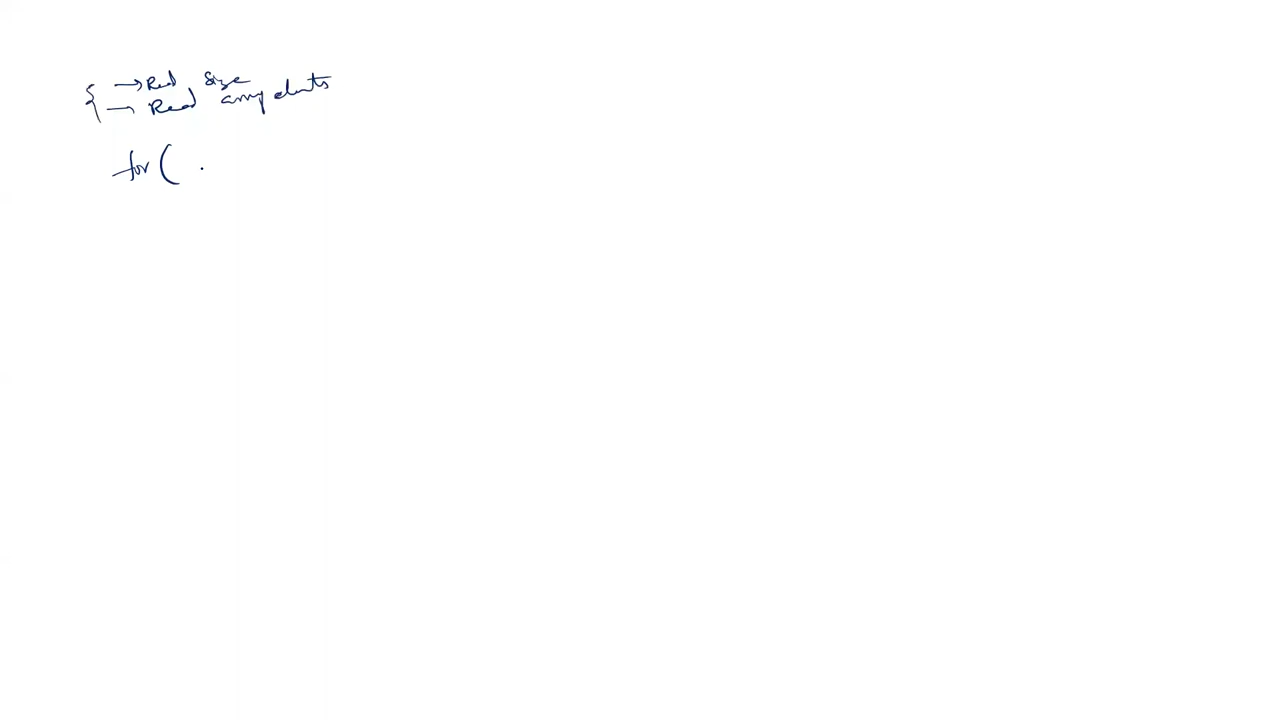 { → Read size
→ Read array elements
for( .